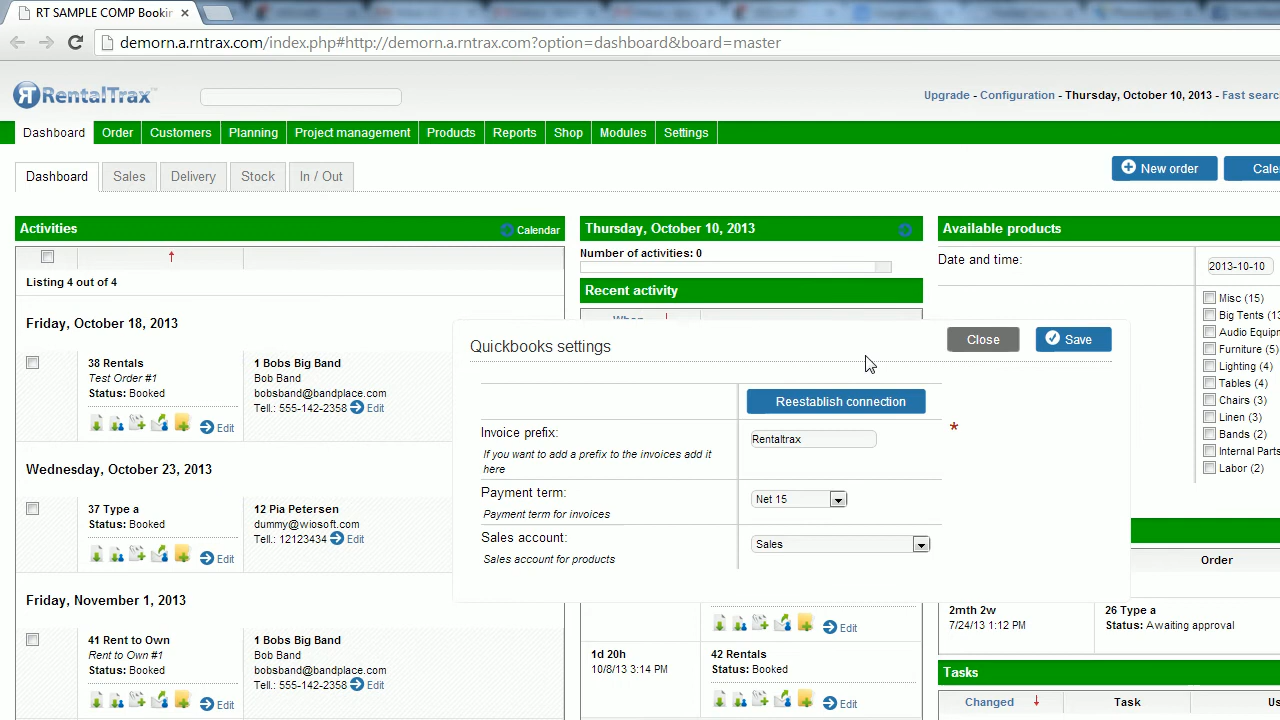 RT SAMPLE COMP Bookir
demorn.a.rntrax.com/index.php#http://demorn.a.rntrax.com?option=dashboard&board=master
RT RentalTrax
Upgrade - Configuration - Thursday, October 10, 2013 - Fast searc
Dashboard Order Customers Planning Project management Products Reports Shop Modules Settings
Dashboard Sales Delivery Stock In / Out
New order Cale
Activities Calendar
Listing 4 out of 4
Friday, October 18, 2013
38 Rentals
Test Order #1
Status: Booked
Edit
1 Bobs Big Band
Bob Band
bobsband@bandplace.com
Tell.: 555-142-2358 Edit
Wednesday, October 23, 2013
37 Type a
Status: Booked
Edit
12 Pia Petersen
dummy@wiosoft.com
Tell.: 12123434 Edit
Friday, November 1, 2013
41 Rent to Own
Rent to Own #1
Status: Booked
Edit
1 Bobs Big Band
Bob Band
bobsband@bandplace.com
Tell.: 555-142-2358 Edit
Thursday, October 10, 2013
Number of activities: 0
Recent activity
When
Quickbooks settings
Close Save
Reestablish connection
Invoice prefix:
If you want to add a prefix to the invoices add it
here
Rentaltrax
*
Payment term:
Payment term for invoices
Net 15
Sales account:
Sales account for products
Sales
Edit
1d 20h
10/8/13 3:14 PM
42 Rentals
Status: Booked
Edit
Available products
Date and time:
2013-10-10
Misc (15)
Big Tents (13
Audio Equip
Furniture (5)
Lighting (4)
Tables (4)
Chairs (3)
Linen (3)
Bands (2)
Internal Parts
Labor (2)
Order
2mth 2w
7/24/13 1:12 PM
26 Type a
Status: Awaiting approval
Tasks
Changed Task Us